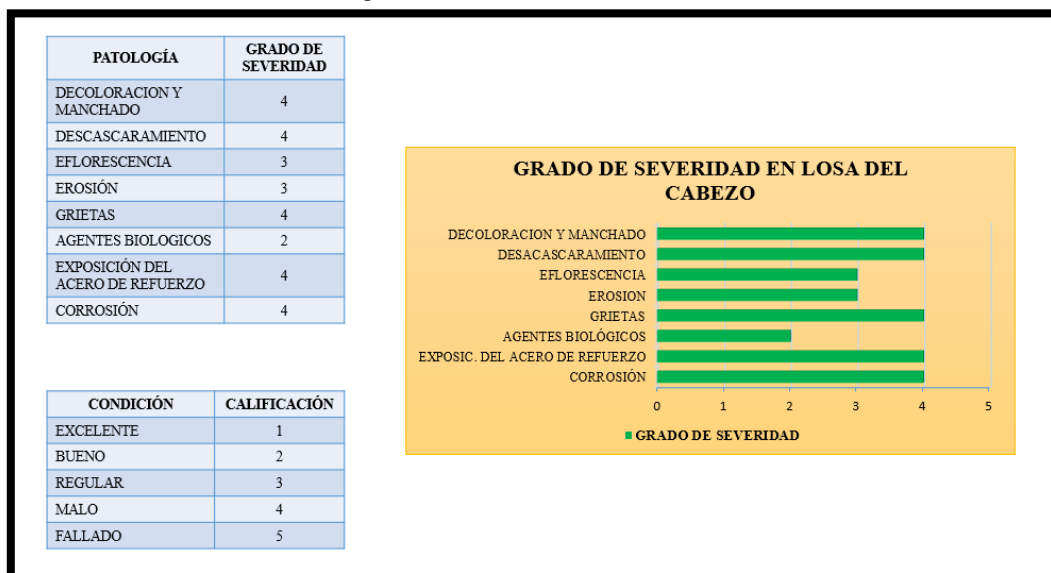 PATOLOGÍA GRADO DE SEVERIDAD
DECOLORACION Y MANCHADO 4
DESCASCARAMIENTO 4
EFLORESCENCIA 3
EROSIÓN 3
GRIETAS 4
AGENTES BIOLOGICOS 2
EXPOSICIÓN DEL ACERO DE REFUERZO 4
CORROSIÓN 4
CONDICIÓN CALIFICACIÓN
EXCELENTE 1
BUENO 2
REGULAR 3
MALO 4
FALLADO 5
GRADO DE SEVERIDAD EN LOSA DEL
CABEZO
DECOLORACION Y MANCHADO
DESACASCARAMIENTO
EFLORESCENCIA
EROSION
GRIETAS
AGENTES BIOLÓGICOS
EXPOSIC. DEL ACERO DE REFUERZO
CORROSIÓN
0 1 2 3 4 5
GRADO DE SEVERIDAD